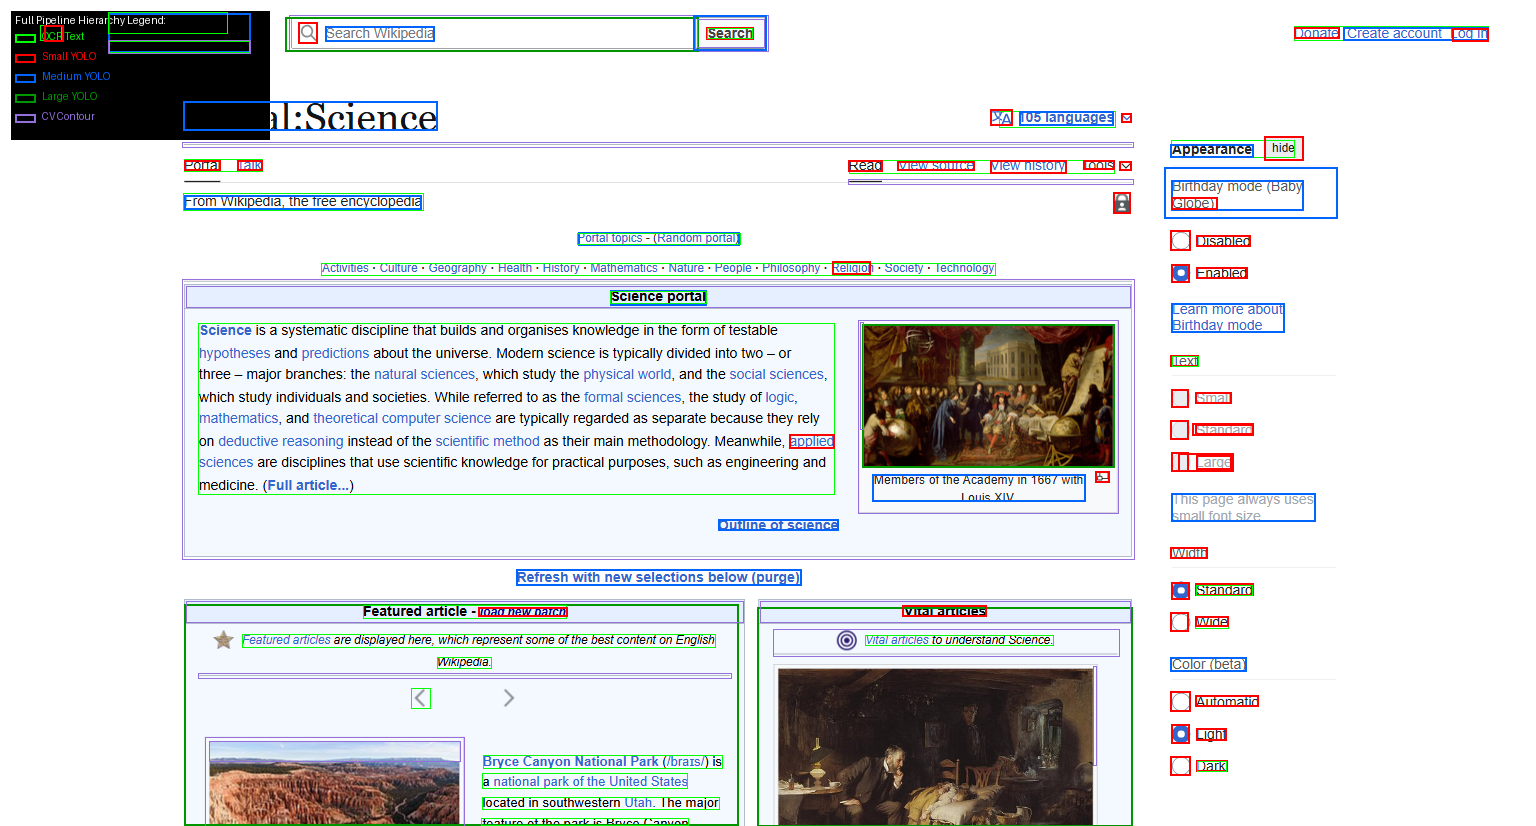 Full Pipeline Hierarchy Legend:
OCR Text
Small YOLO
Medium YOLO
Large YOLO
CV Contour
Search Wikipedia
Search
Donate Create account Log in
al:Science
105 languages
Portal Talk
Read View source View history Tools
From Wikipedia, the free encyclopedia
Portal topics - (Random portal)
Activities · Culture · Geography · Health · History · Mathematics · Nature · People · Philosophy · Religion · Society · Technology
Science portal
Science is a systematic discipline that builds and organises knowledge in the form of testable
hypotheses and predictions about the universe. Modern science is typically divided into two – or
three – major branches: the natural sciences, which study the physical world, and the social sciences,
which study individuals and societies. While referred to as the formal sciences, the study of logic,
mathematics, and theoretical computer science are typically regarded as separate because they rely
on deductive reasoning instead of the scientific method as their main methodology. Meanwhile, applied
sciences are disciplines that use scientific knowledge for practical purposes, such as engineering and
medicine. (Full article...)
Members of the Academy in 1667 with
Louis XIV
Outline of science
Refresh with new selections below (purge)
Featured article - load new batch
Featured articles are displayed here, which represent some of the best content on English
Wikipedia.
Bryce Canyon National Park (/braɪs/) is
a national park of the United States
located in southwestern Utah. The major
feature of the park is Bryce Canyon
Vital articles
Vital articles to understand Science.
Appearance hide
Birthday mode (Baby
Globe)
Disabled
Enabled
Learn more about
Birthday mode
Text
Small
Standard
Large
This page always uses
small font size
Width
Standard
Wide
Color (beta)
Automatic
Light
Dark